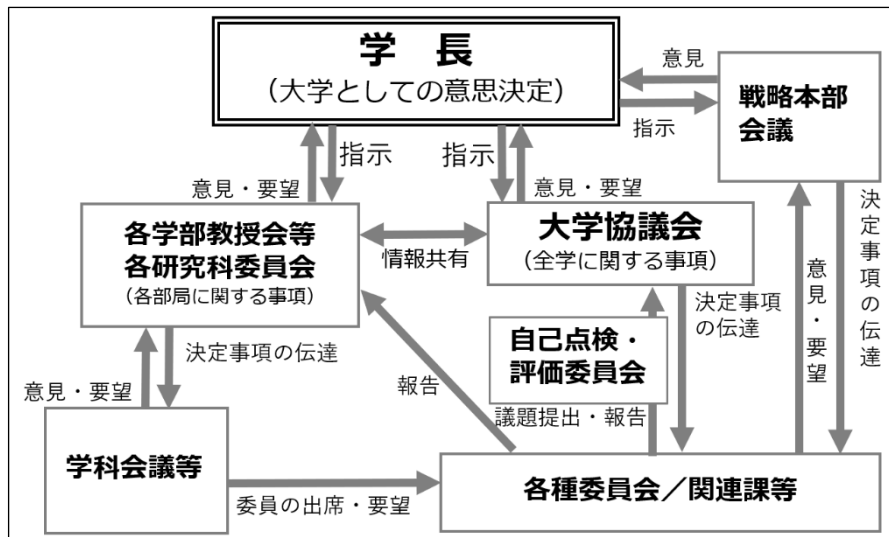 学 長
（大学としての意思決定）
意見
指示
戦略本部
会議
指示
指示
意見・要望
意見・要望
各学部教授会等
各研究科委員会
（各部局に関する事項）
情報共有
大学協議会
（全学に関する事項）
決定事項の伝達
意見・要望
決定事項
の伝達
自己点検・
評価委員会
決定事項の伝達
意見・要望
報告
議題提出・報告
学科会議等
委員の出席・要望
各種委員会／関連課等